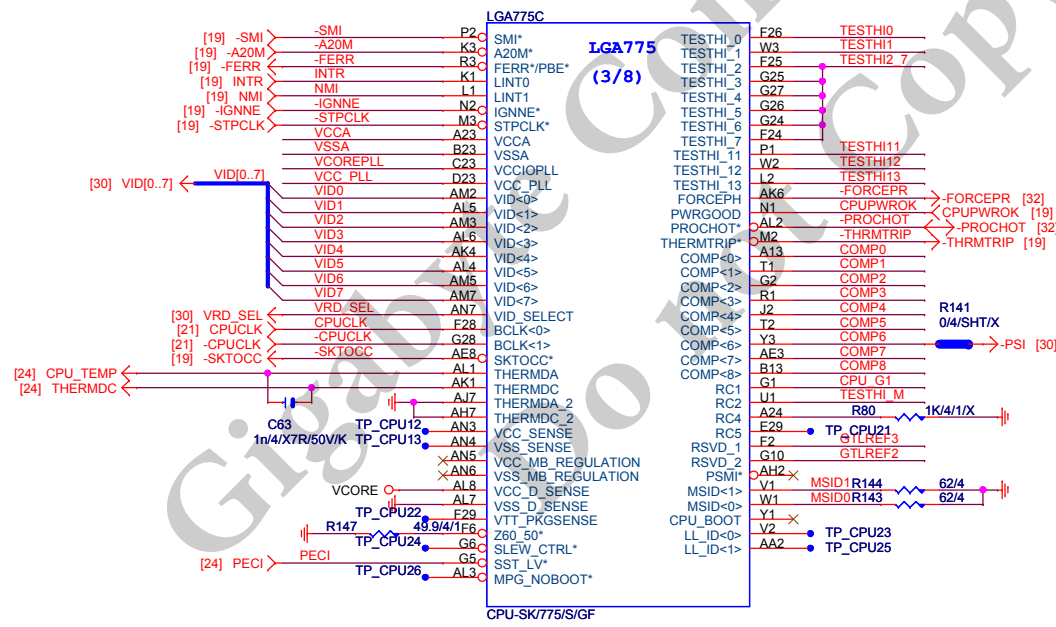 LGA775C
LGA775
(3/8)
[19] -SMI -SMI P2 SMI*
[19] -A20M -A20M K3 A20M*
[19] -FERR -FERR R3 FERR*/PBE*
[19] INTR INTR K1 LINT0
[19] NMI NMI L1 LINT1
[19] -IGNNE -IGNNE N2 IGNNE*
[19] -STPCLK -STPCLK M3 STPCLK*
VCCA A23 VCCA
VSSA B23 VSSA
VCOREPLL C23 VCCIOPLL
[30] VID[0..7] VID[0..7] VCC_PLL D23 VCC_PLL
VID0 AM2 VID<0>
VID1 AL5 VID<1>
VID2 AM3 VID<2>
VID3 AL6 VID<3>
VID4 AK4 VID<4>
VID5 AL4 VID<5>
VID6 AM5 VID<6>
VID7 AM7 VID<7>
[30] VRD_SEL VRD_SEL AN7 VID_SELECT
[21] CPUCLK CPUCLK F28 BCLK<0>
[21] -CPUCLK -CPUCLK G28 BCLK<1>
[19] -SKTOCC -SKTOCC AE8 SKTOCC*
[24] CPU_TEMP AL1 THERMDA
[24] THERMDC AK1 THERMDC
AJ7 THERMDA_2
AH7 THERMDC_2
C63
1n/4/X7R/50V/K
TP_CPU12 AN3 VCC_SENSE
TP_CPU13 AN4 VSS_SENSE
AN5 VCC_MB_REGULATION
AN6 VSS_MB_REGULATION
VCORE AL8 VCC_D_SENSE
AL7 VSS_D_SENSE
TP_CPU22 F29 VTT_PKGSENSE
R147 49.9/4/1 F6 Z60_50*
TP_CPU24 G6 SLEW_CTRL*
[24] PECI PECI G5 SST_LV*
TP_CPU26 AL3 MPG_NOBOOT*
TESTHI_0 F26 TESTHI0
TESTHI_1 W3 TESTHI1
TESTHI_2 F25 TESTHI2_7
TESTHI_3 G25
TESTHI_4 G27
TESTHI_5 G26
TESTHI_6 G24
TESTHI_7 F24
TESTHI_11 P1 TESTHI11
TESTHI_12 W2 TESTHI12
TESTHI_13 L2 TESTHI13
FORCEPH AK6 -FORCEPR -FORCEPR [32]
PWRGOOD N1 CPUPWROK CPUPWROK [19]
PROCHOT* AL2 -PROCHOT -PROCHOT [32]
THERMTRIP* M2 -THRMTRIP -THRMTRIP [19]
COMP<0> A13 COMP0
COMP<1> T1 COMP1
COMP<2> G2 COMP2
COMP<3> R1 COMP3
COMP<4> J2 COMP4
COMP<5> T2 COMP5
R141
0/4/SHT/X
COMP<6> Y3 COMP6 -PSI [30]
COMP<7> AE3 COMP7
COMP<8> B13 COMP8
RC1 G1 CPU_G1
RC2 U1 TESTHI_M
RC4 A24 R80 1K/4/1/X
RC5 E29 TP_CPU21
RSVD_1 F2 GTLREF3
RSVD_2 G10 GTLREF2
PSMI* AH2
MSID<1> V1 MSID1 R144 62/4
MSID<0> W1 MSID0 R143 62/4
CPU_BOOT Y1
LL_ID<0> V2 TP_CPU23
LL_ID<1> AA2 TP_CPU25
CPU-SK/775/S/GF
Gigabyte Con
Do not Copy